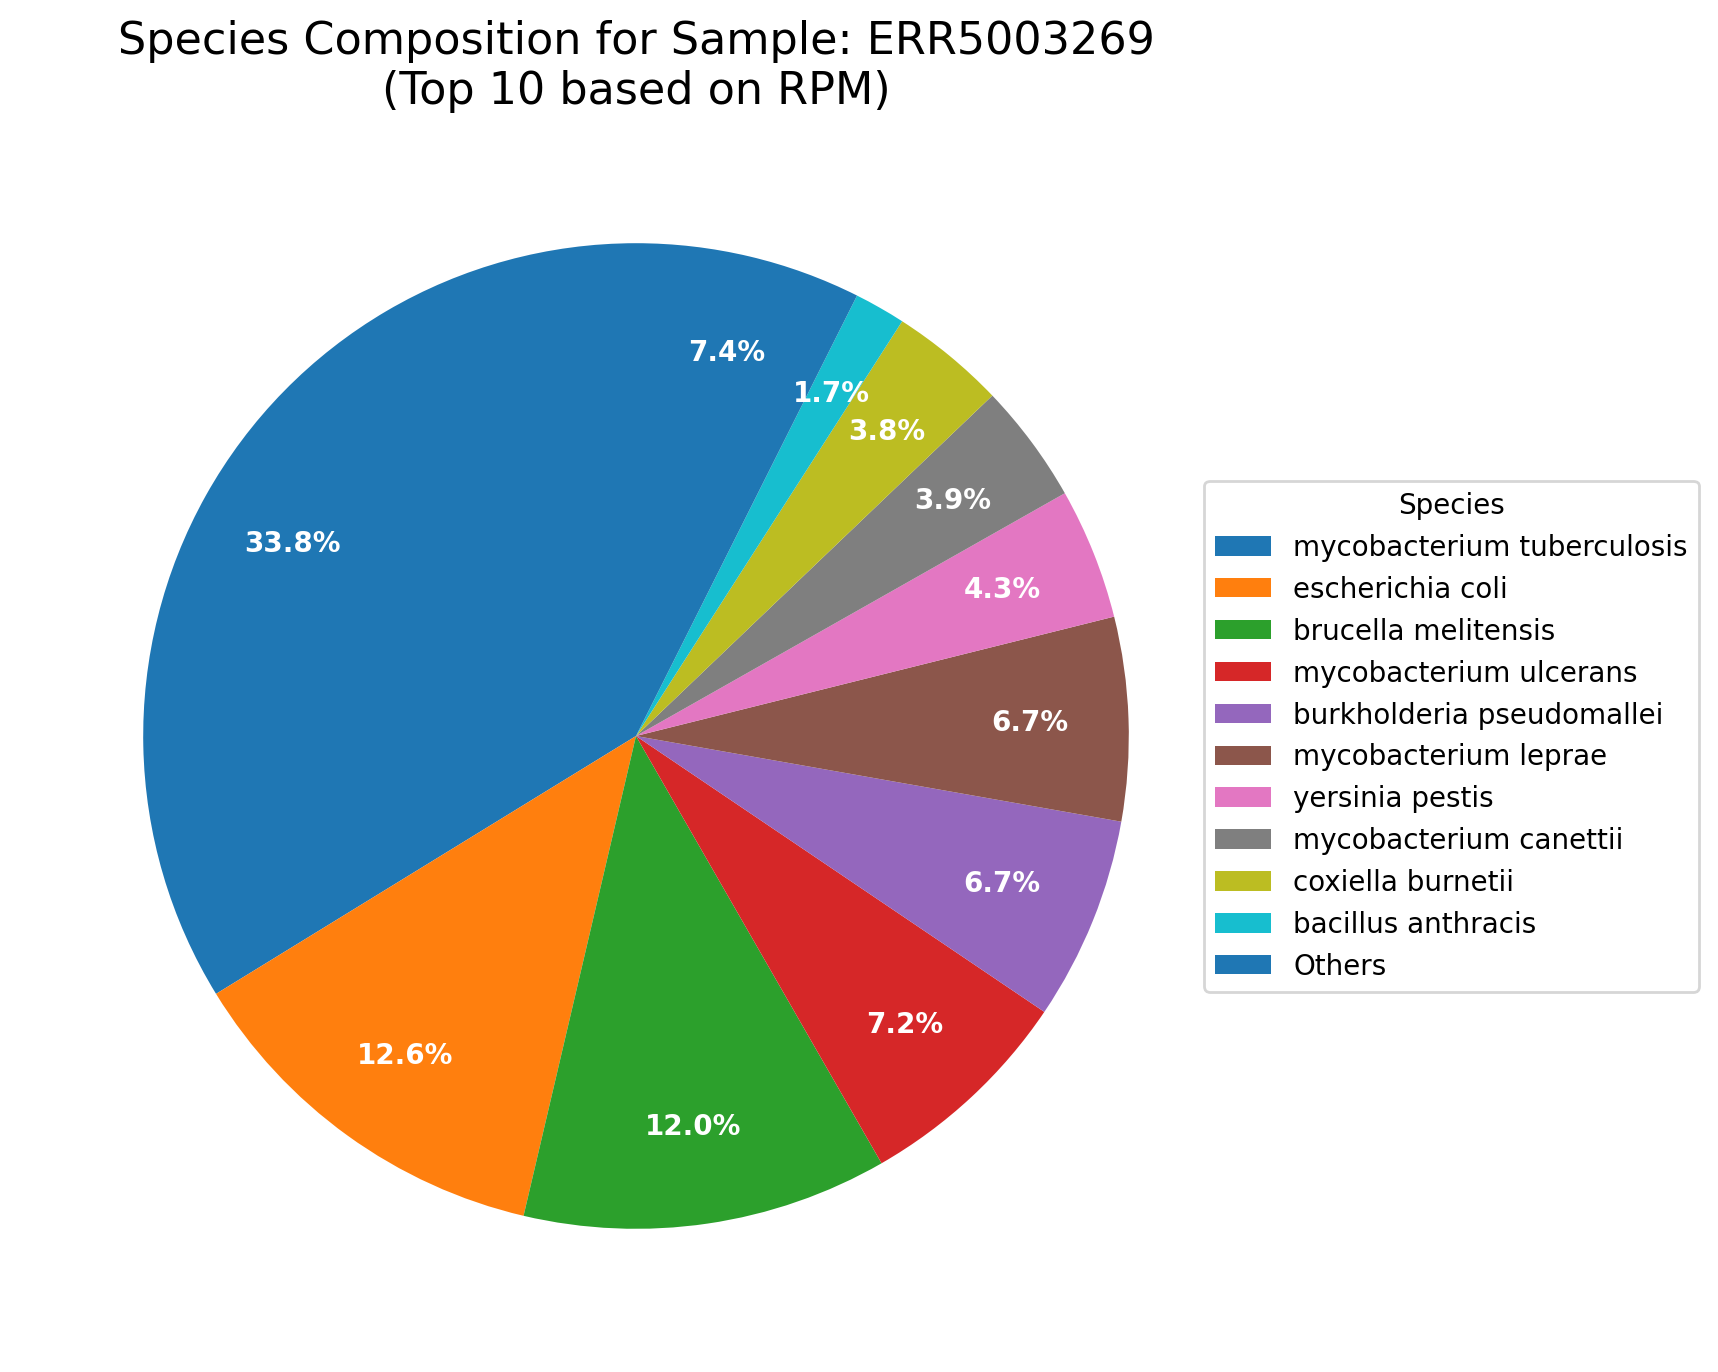 Species Composition for Sample: ERR5003269
(Top 10 based on RPM)
7.4%
1.7%
3.8%
3.9%
33.8%
4.3%
6.7%
6.7%
7.2%
12.6%
12.0%
Species
mycobacterium tuberculosis
escherichia coli
brucella melitensis
mycobacterium ulcerans
burkholderia pseudomallei
mycobacterium leprae
yersinia pestis
mycobacterium canettii
coxiella burnetii
bacillus anthracis
Others